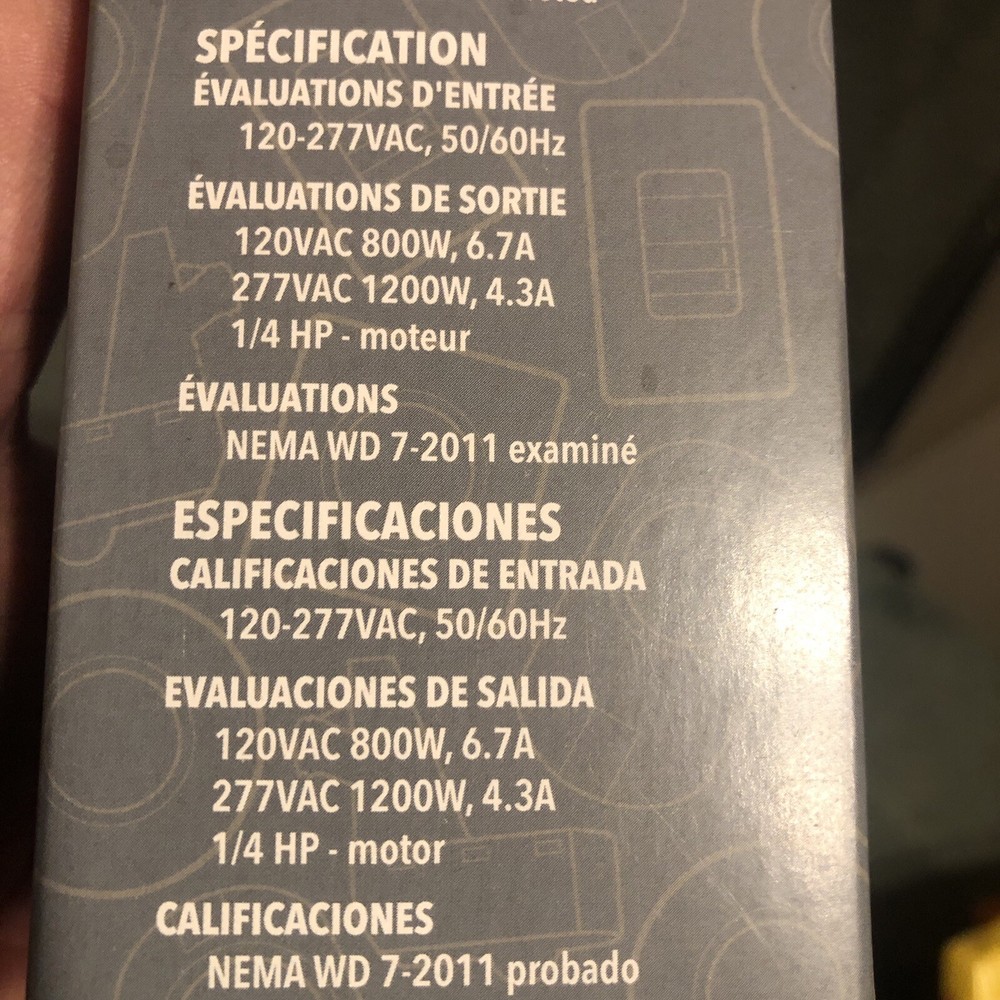 SPÉCIFICATION
ÉVALUATIONS D'ENTRÉE
120-277VAC, 50/60Hz
ÉVALUATIONS DE SORTIE
120VAC 800W, 6.7A
277VAC 1200W, 4.3A
1/4 HP - moteur
ÉVALUATIONS
NEMA WD 7-2011 examiné
ESPECIFICACIONES
CALIFICACIONES DE ENTRADA
120-277VAC, 50/60Hz
EVALUACIONES DE SALIDA
120VAC 800W, 6.7A
277VAC 1200W, 4.3A
1/4 HP - motor
CALIFICACIONES
NEMA WD 7-2011 probado